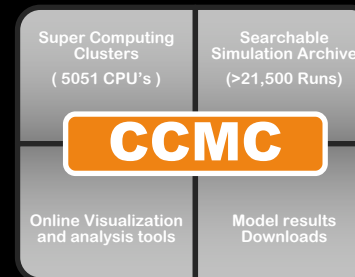 Super Computing
Clusters
( 5051 CPU's )
Searchable
Simulation Archive
(>21,500 Runs)
CCMC
Online Visualization
and analysis tools
Model results
Downloads